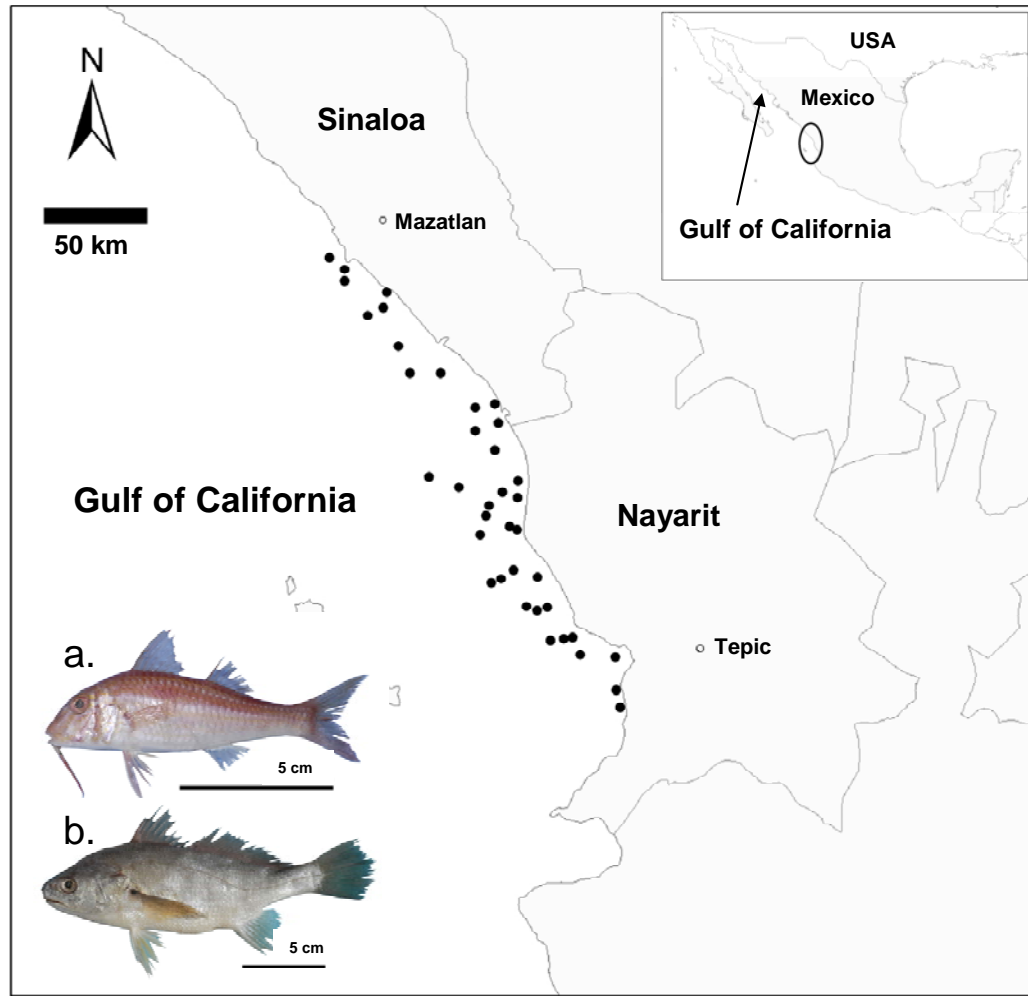 N
50 km
Sinaloa
Mazatlan
USA
Mexico
Gulf of California
Gulf of California
Nayarit
Tepic
a.
5 cm
b.
5 cm